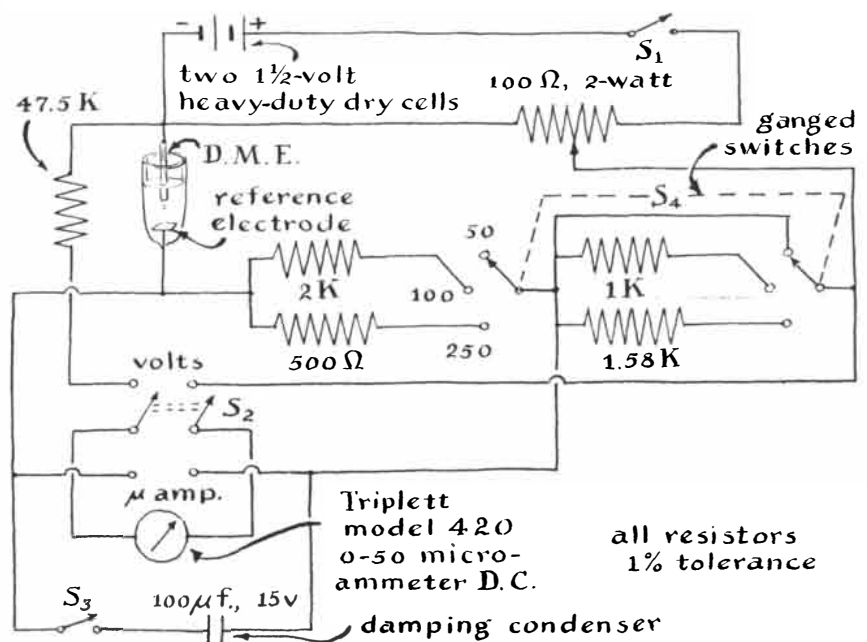 - +
S1
two 1½-volt
heavy-duty dry cells
100 Ω, 2-watt
47.5 K
ganged
switches
D.M.E.
reference
electrode
S4
50
2K
100
1K
500 Ω
250
1.58 K
volts
S2
μ amp.
Triplett
model 420
0-50 micro-
ammeter D.C.
all resistors
1% tolerance
S3
100μf., 15v
damping condenser